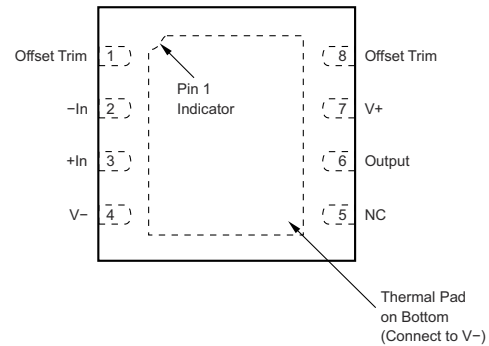 Offset Trim 1
8 Offset Trim
Pin 1
Indicator
−In 2
7 V+
+In 3
6 Output
V− 4
5 NC
Thermal Pad
on Bottom
(Connect to V−)